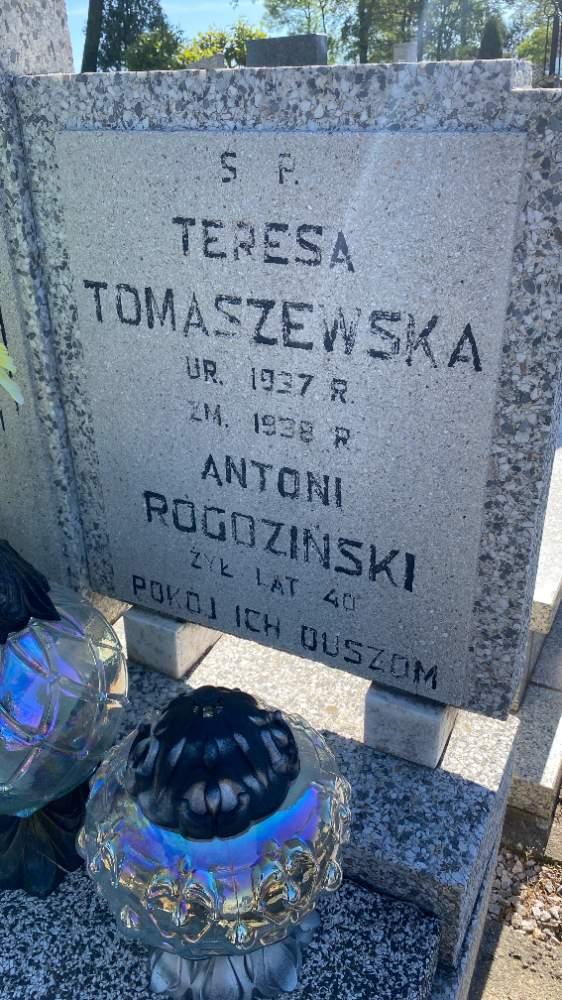 Ś P.
TERESA
TOMASZEWSKA
UR. 1937 R.
ZM. 1938 R.
ANTONI
ROGOZIŃSKI
ŻYŁ LAT 40
POKÓJ ICH DUSZOM